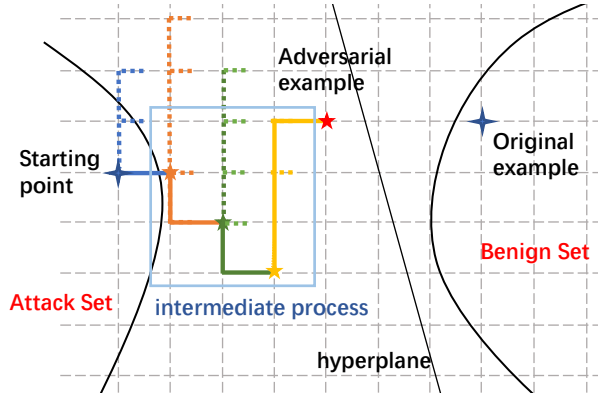 Adversarial
example
Starting
point
Original
example
Benign Set
Attack Set
intermediate process
hyperplane